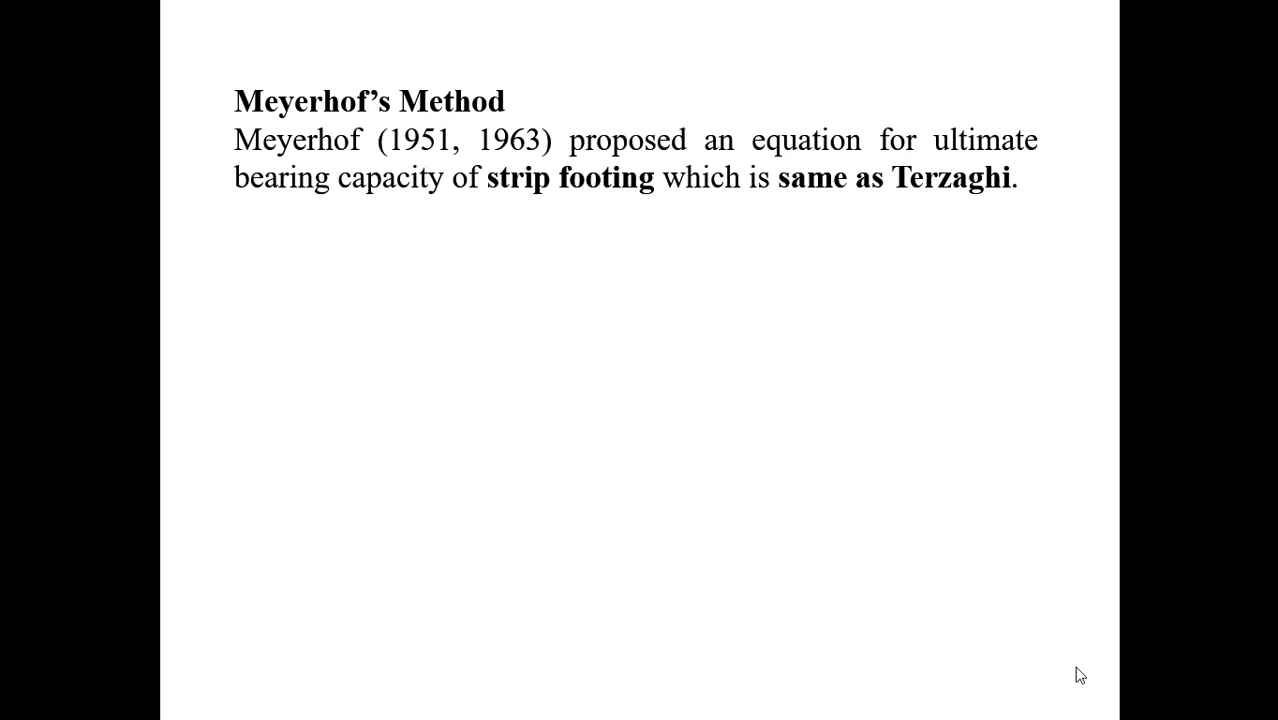 Meyerhof’s Method
Meyerhof (1951, 1963) proposed an equation for ultimate
bearing capacity of strip footing which is same as Terzaghi.